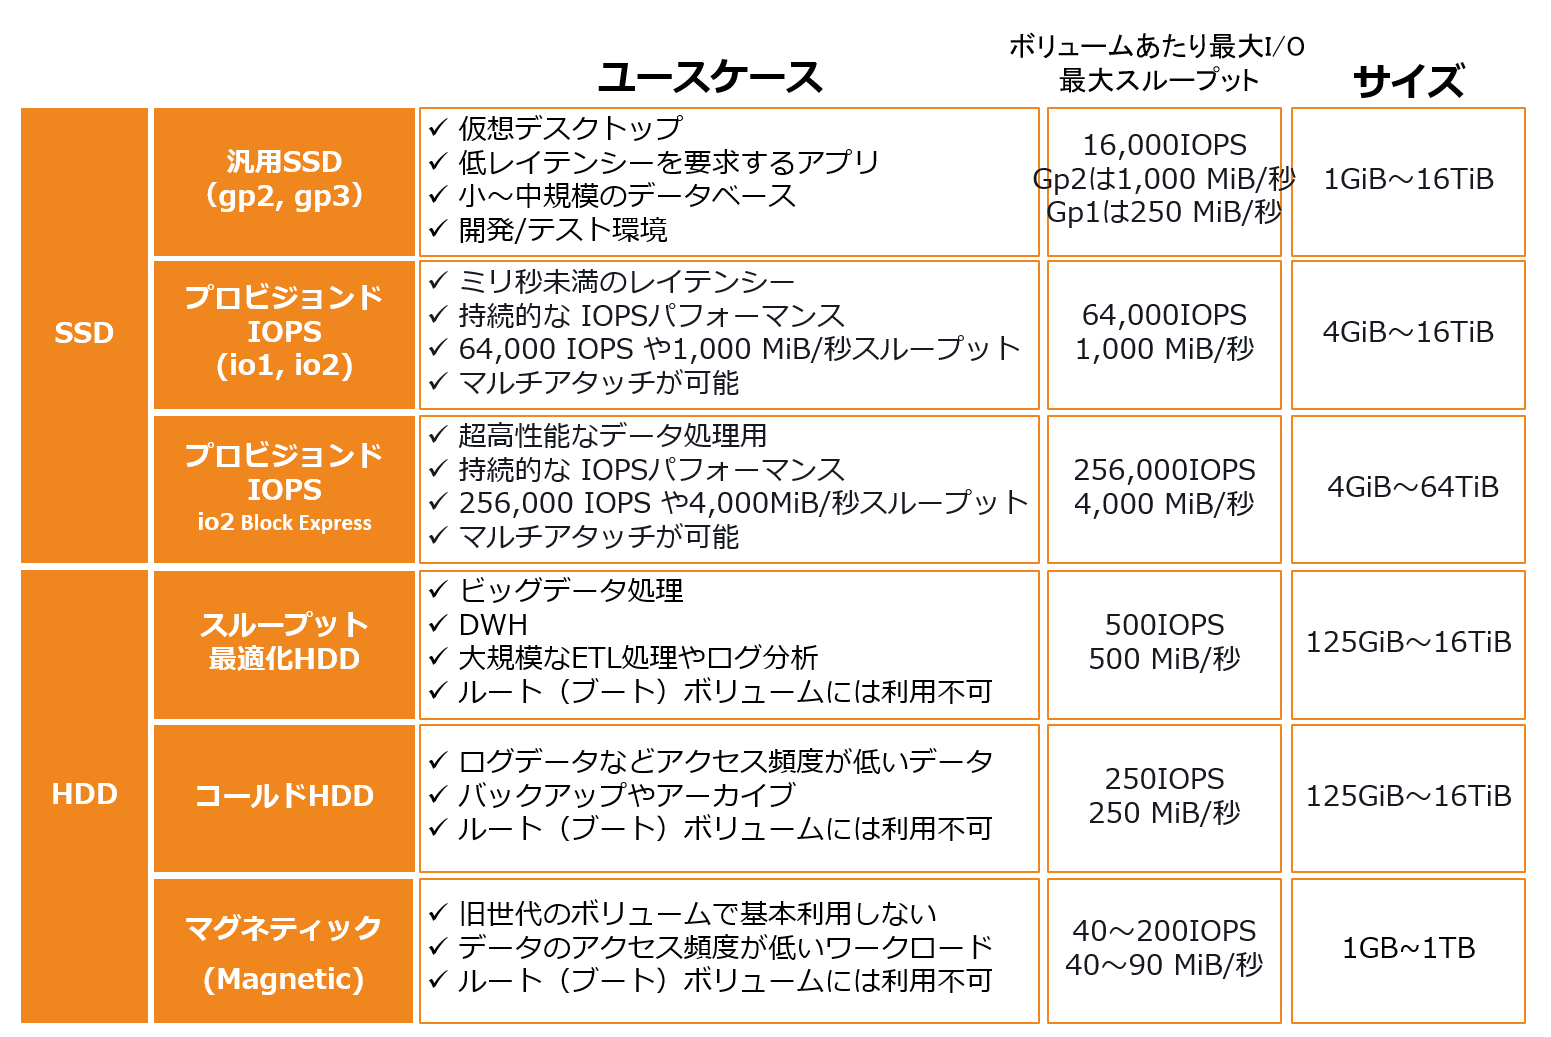 ユースケース
ボリュームあたり最大I/O
最大スループット
サイズ
SSD
汎用SSD
（gp2, gp3）
✓ 仮想デスクトップ
✓ 低レイテンシーを要求するアプリ
✓ 小～中規模のデータベース
✓ 開発/テスト環境
16,000IOPS
Gp2は1,000 MiB/秒
Gp1は250 MiB/秒
1GiB～16TiB
プロビジョンド
IOPS
(io1, io2)
✓ ミリ秒未満のレイテンシー
✓ 持続的な IOPSパフォーマンス
✓ 64,000 IOPS や1,000 MiB/秒スループット
✓ マルチアタッチが可能
64,000IOPS
1,000 MiB/秒
4GiB～16TiB
プロビジョンド
IOPS
io2 Block Express
✓ 超高性能なデータ処理用
✓ 持続的な IOPSパフォーマンス
✓ 256,000 IOPS や4,000MiB/秒スループット
✓ マルチアタッチが可能
256,000IOPS
4,000 MiB/秒
4GiB～64TiB
HDD
スループット
最適化HDD
✓ ビッグデータ処理
✓ DWH
✓ 大規模なETL処理やログ分析
✓ ルート（ブート）ボリュームには利用不可
500IOPS
500 MiB/秒
125GiB～16TiB
コールドHDD
✓ ログデータなどアクセス頻度が低いデータ
✓ バックアップやアーカイブ
✓ ルート（ブート）ボリュームには利用不可
250IOPS
250 MiB/秒
125GiB～16TiB
マグネティック
(Magnetic)
✓ 旧世代のボリュームで基本利用しない
✓ データのアクセス頻度が低いワークロード
✓ ルート（ブート）ボリュームには利用不可
40～200IOPS
40～90 MiB/秒
1GB~1TB